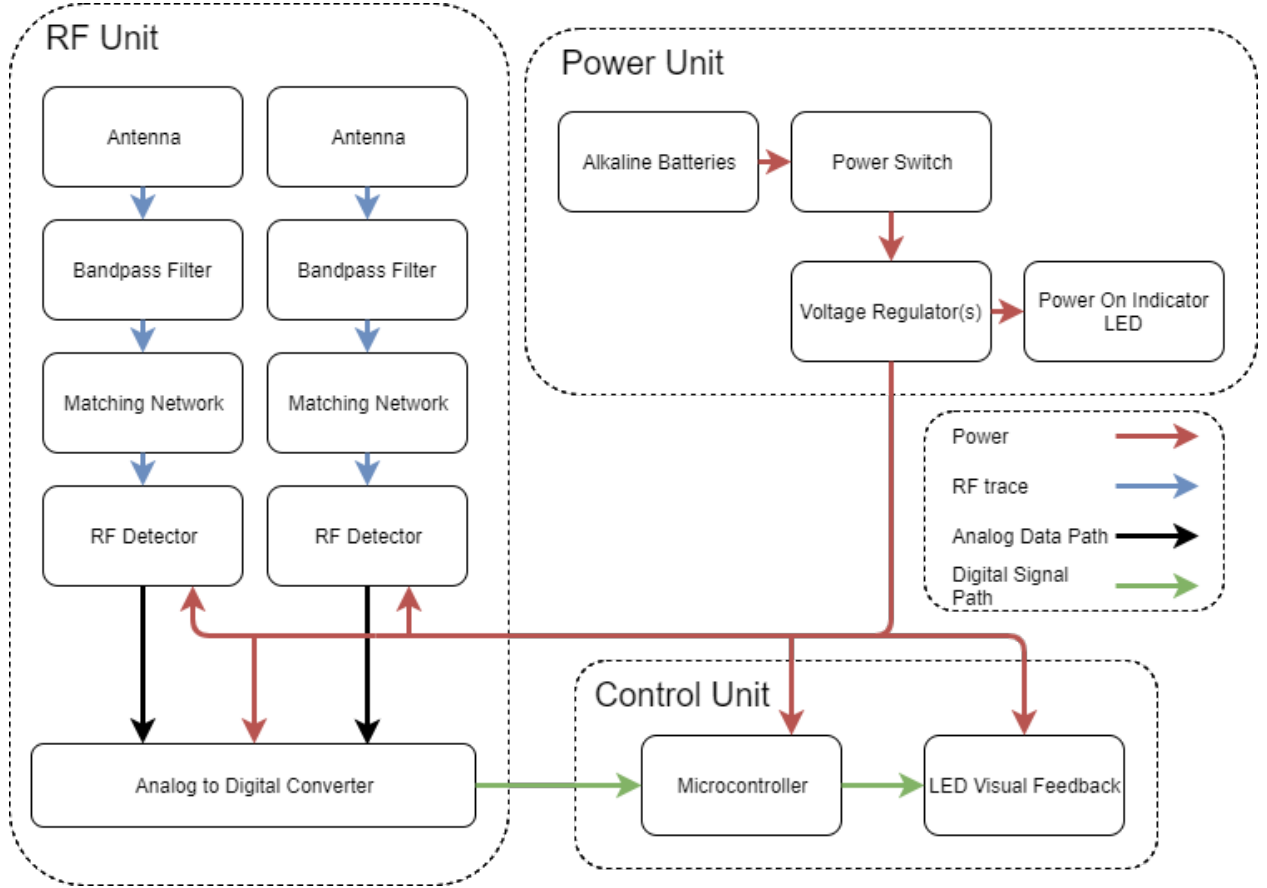 RF Unit
Antenna
Antenna
Bandpass Filter
Bandpass Filter
Matching Network
Matching Network
RF Detector
RF Detector
Analog to Digital Converter
Power Unit
Alkaline Batteries
Power Switch
Voltage Regulator(s)
Power On Indicator
LED
Power
RF trace
Analog Data Path
Digital Signal
Path
Control Unit
Microcontroller
LED Visual Feedback